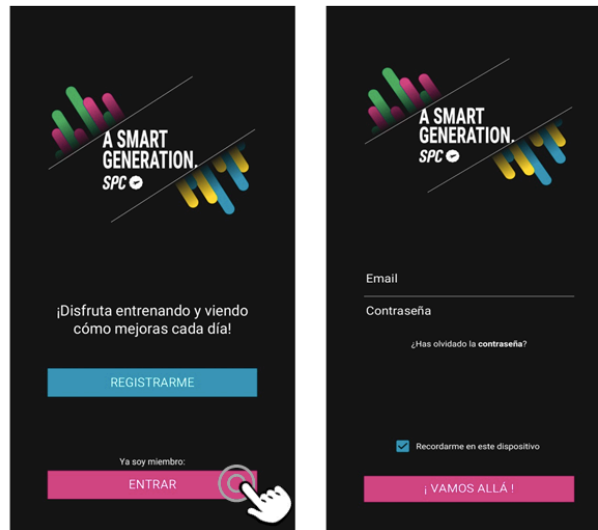 A SMART
GENERATION.
SPC
¡Disfruta entrenando y viendo
cómo mejoras cada día!
REGISTRARME
Ya soy miembro:
ENTRAR
A SMART
GENERATION.
SPC
Email
Contraseña
¿Has olvidado la contraseña?
Recordarme en este dispositivo
¡ VAMOS ALLÁ !